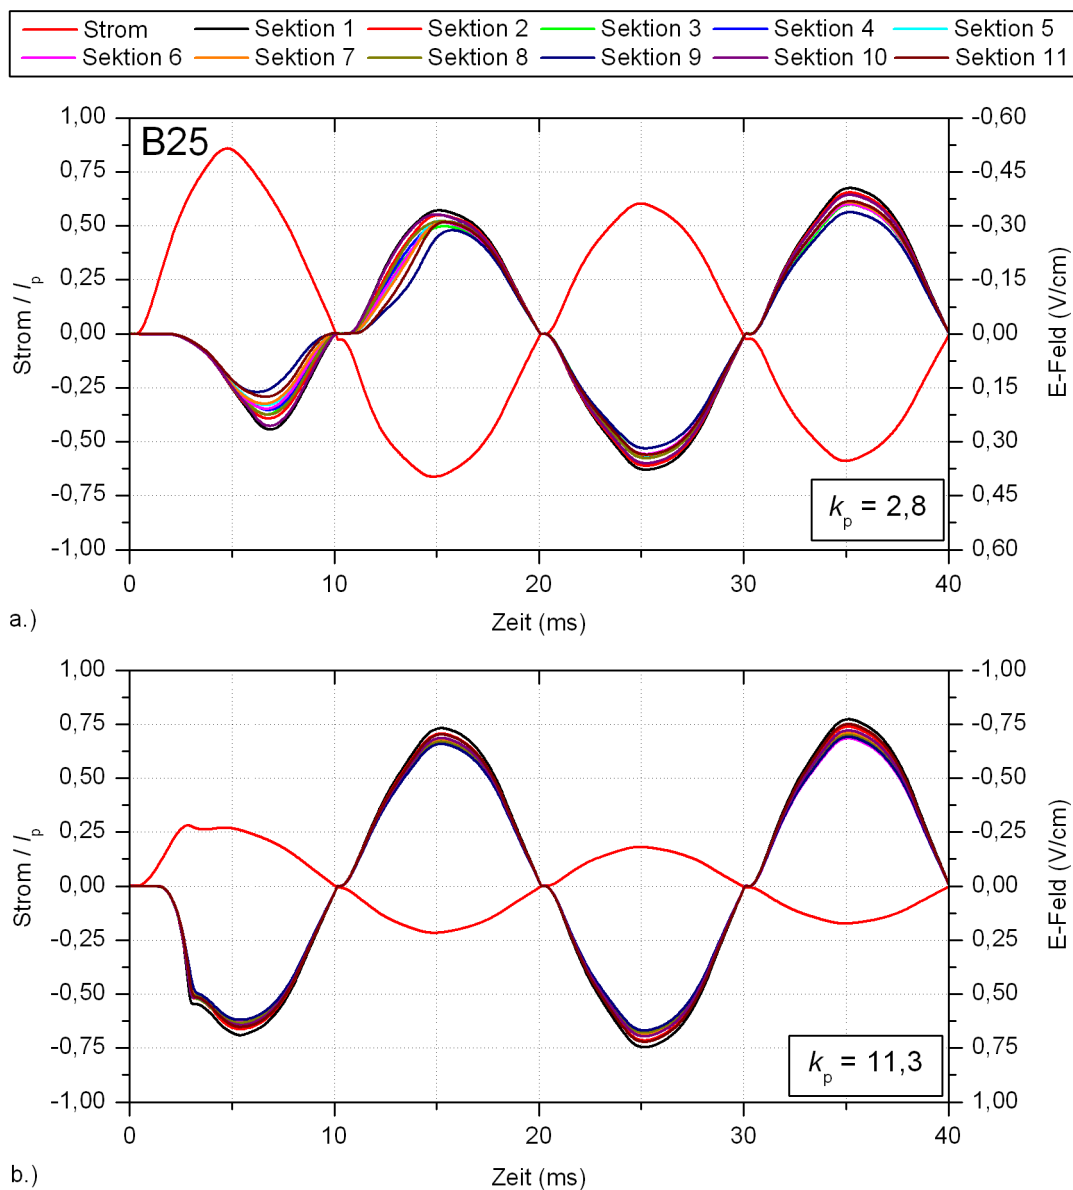 Strom Sektion 1 Sektion 2 Sektion 3 Sektion 4 Sektion 5
Sektion 6 Sektion 7 Sektion 8 Sektion 9 Sektion 10 Sektion 11
B25
1,00 -0,60
0,75 -0,45
0,50 -0,30
0,25 -0,15
0,00 0,00
-0,25 0,15
-0,50 0,30
-0,75 0,45
-1,00 0,60
Strom / Ip
E-Feld (V/cm)
kp = 2,8
0 10 20 30 40
a.) Zeit (ms)
1,00 -1,00
0,75 -0,75
0,50 -0,50
0,25 -0,25
0,00 0,00
-0,25 0,25
-0,50 0,50
-0,75 0,75
-1,00 1,00
Strom / Ip
E-Feld (V/cm)
kp = 11,3
0 10 20 30 40
b.) Zeit (ms)